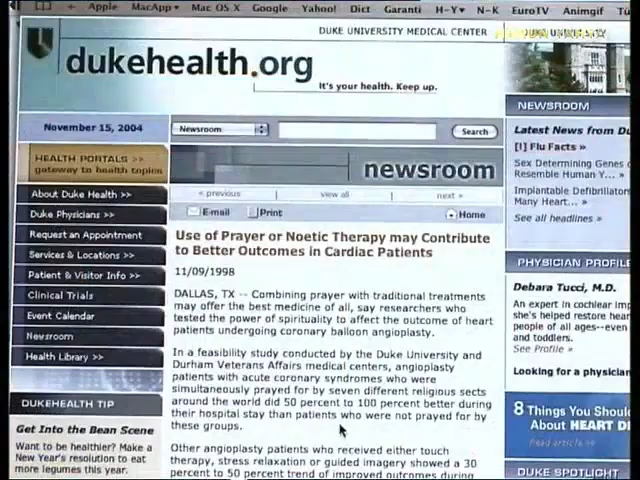 Apple MacApp▾ Mac OS X Google Yahoo! Dict Garanti H-Y▾ N-K EuroTV Animgif
DUKE UNIVERSITY MEDICAL CENTER
dukehealth.org
It's your health. Keep up.
November 15, 2004
Newsroom
Search
HEALTH PORTALS >>
gateway to health topics
newsroom
About Duke Health >>
Duke Physicians >>
Request an Appointment
Services & Locations >>
Patient & Visitor Info >>
Clinical Trials
Event Calendar
Newsroom
Health Library >>
DUKEHEALTH TIP
Get Into the Bean Scene
Want to be healthier? Make a
New Year's resolution to eat
more legumes this year.
« previous
view all
next »
E-mail
Print
Home
Use of Prayer or Noetic Therapy may Contribute
to Better Outcomes in Cardiac Patients
11/09/1998
DALLAS, TX -- Combining prayer with traditional treatments
may offer the best medicine of all, say researchers who
tested the power of spirituality to affect the outcome of heart
patients undergoing coronary balloon angioplasty.
In a feasibility study conducted by the Duke University and
Durham Veterans Affairs medical centers, angioplasty
patients with acute coronary syndromes who were
simultaneously prayed for by seven different religious sects
around the world did 50 percent to 100 percent better during
their hospital stay than patients who were not prayed for by
these groups.
Other angioplasty patients who received either touch
therapy, stress relaxation or guided imagery showed a 30
percent to 50 percent trend of improved outcomes during
NEWSROOM
Latest News from Du
[!] Flu Facts »
Sex Determining Genes
Resemble Human Y... »
Implantable Defibrillator
Many Heart... »
See all headlines »
PHYSICIAN PROFILE
Debara Tucci, M.D.
An expert in cochlear imp
she's helped restore hear
people of all ages--even
and toddlers.
See Profile »
Looking for a physician
8 Things You Should
About HEART DI
Read article »
DUKE SPOTLIGHT